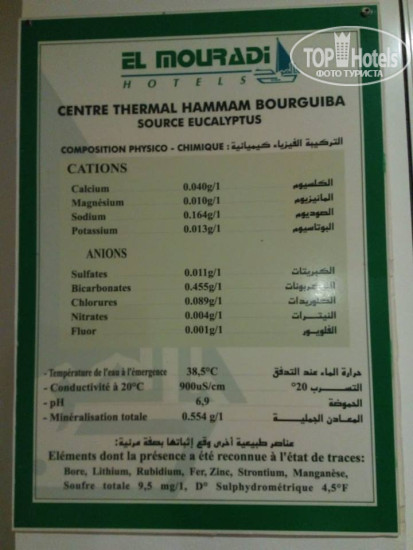 EL MOURADI
HOTELS
TOP Hotels
ФОТО ТУРИСТА
CENTRE THERMAL HAMMAM BOURGUIBA
SOURCE EUCALYPTUS
COMPOSITION PHYSICO - CHIMIQUE : التركيبة الفيزياء كيميائية:
CATIONS
Calcium 0.040g/l الكلسيوم
Magnésium 0.010g/l المانيزيوم
Sodium 0.164g/l الصوديوم
Potassium 0.013g/l البوتاسيوم
ANIONS
Sulfates 0.011g/l الكبريتات
Bicarbonates 0.455g/l
Chlorures 0.089g/l الكلوريدات
Nitrates 0.004g/l النيترات
Fluor 0.001g/l الفليور
- Température de l'eau à l'émergence 38,5°C حرارة الماء عند التدفق
- Conductivité à 20°C 900uS/cm التسرب 20°
- pH 6,9 الحموضة
- Minéralisation totale 0.554 g/l المعادن الجملية
عناصر طبيعية أخرى وقع إثباتها بصفة مرئية:
Eléments dont la présence a été reconnue à l'état de traces:
Bore, Lithium, Rubidium, Fer, Zinc, Strontium, Manganèse,
Soufre totale 9,5 mg/l, D° Sulphydrométrique 4,5°F